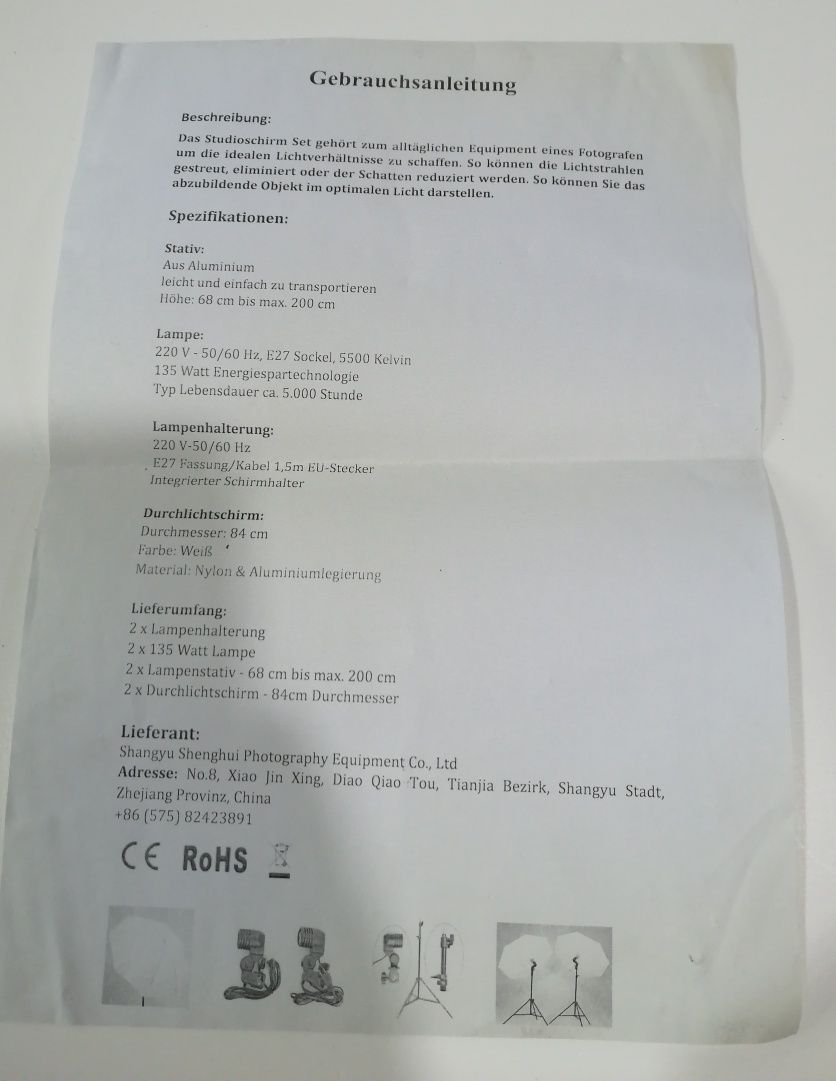 Gebrauchsanleitung
Beschreibung:
Das Studioschirm Set gehört zum alltäglichen Equipment eines Fotografen
um die idealen Lichtverhältnisse zu schaffen. So können die Lichtstrahlen
gestreut, eliminiert oder der Schatten reduziert werden. So können Sie das
abzubildende Objekt im optimalen Licht darstellen.
Spezifikationen:
Stativ:
Aus Aluminium
leicht und einfach zu transportieren
Höhe: 68 cm bis max. 200 cm
Lampe:
220 V - 50/60 Hz, E27 Sockel, 5500 Kelvin
135 Watt Energiespartechnologie
Typ Lebensdauer ca. 5.000 Stunde
Lampenhalterung:
220 V-50/60 Hz
E27 Fassung/Kabel 1,5m EU-Stecker
Integrierter Schirmhalter
Durchlichtschirm:
Durchmesser: 84 cm
Farbe: Weiß
Material: Nylon & Aluminiumlegierung
Lieferumfang:
2 x Lampenhalterung
2 x 135 Watt Lampe
2 x Lampenstativ - 68 cm bis max. 200 cm
2 x Durchlichtschirm - 84cm Durchmesser
Lieferant:
Shangyu Shenghui Photography Equipment Co., Ltd
Adresse: No.8, Xiao Jin Xing, Diao Qiao Tou, Tianjia Bezirk, Shangyu Stadt,
Zhejiang Provinz, China
+86 (575) 82423891
CE RoHS